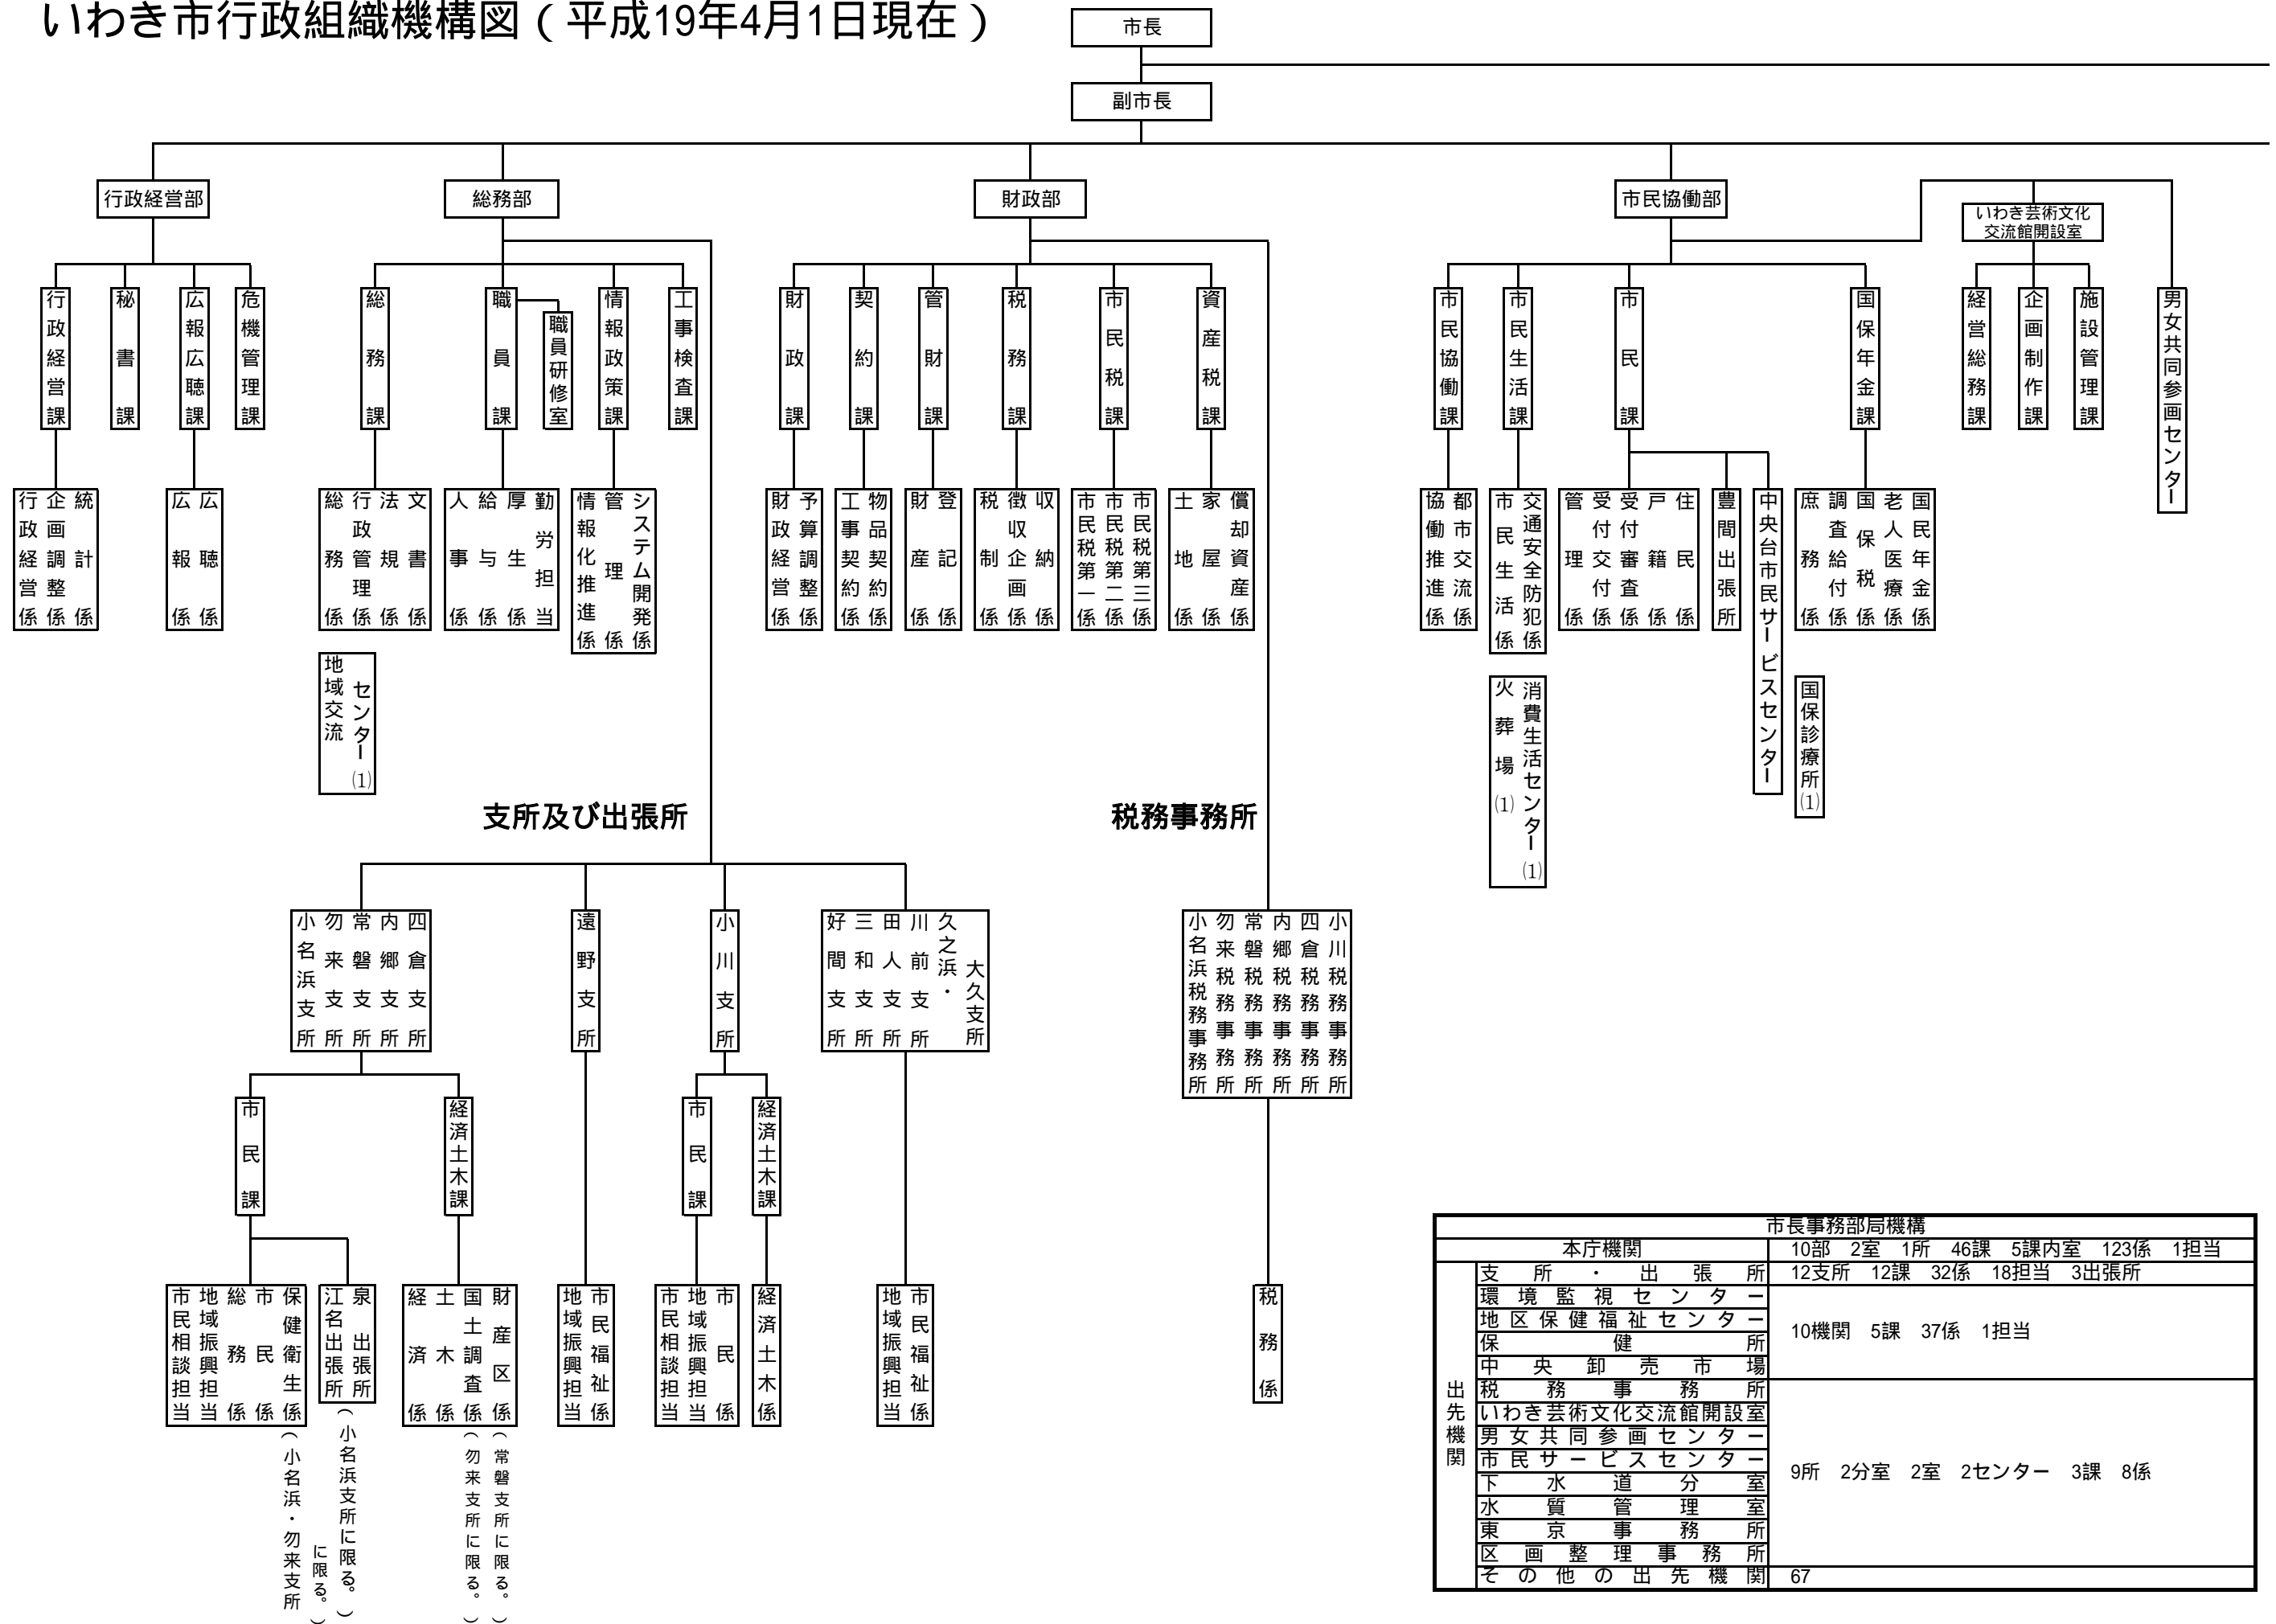 いわき市行政組織機構図（平成19年4月1日現在）
市長
副市長
行政経営部
総務部
財政部
市民協働部
いわき芸術文化
交流館開設室
行政経営課
秘書課
広報広聴課
危機管理課
総務課
職員課
職員研修室
情報政策課
工事検査課
財政課
契約課
管財課
税務課
市民税課
資産税課
市民協働課
市民生活課
市民課
国保年金課
経営総務課
企画制作課
施設管理課
男女共同参画センター
行政経営係
企画調整係
統計係
広報係
広聴係
総務係
行政管理係
法規係
文書係
人事係
給与係
厚生係
勤労担当
情報化推進係
管理係
システム開発係
財政経営係
予算調整係
工事契約係
物品契約係
財産係
登記係
税制係
徴収企画係
収納係
市民税第一係
市民税第二係
市民税第三係
土地係
家屋係
償却資産係
協働推進係
都市交流係
市民生活係
交通安全防犯係
管理係
受付交付係
受付審査係
戸籍係
住民係
豊間出張所
中央台市民サービスセンター
庶務係
調査給付係
国保税係
老人医療係
国民年金係
地域交流
センター⑴
火葬場⑴
消費生活センター⑴
国保診療所⑴
支所及び出張所
税務事務所
小名浜支所
勿来支所
常磐支所
内郷支所
四倉支所
遠野支所
小川支所
好間支所
三和支所
田人支所
川前支所
久之浜・
大久支所
小名浜税務事務所
勿来税務事務所
常磐税務事務所
内郷税務事務所
四倉税務事務所
小川税務事務所
市民課
経済土木課
市民課
経済土木課
市民相談担当
地域振興担当
総務係
市民係
保健衛生係
（小名浜・勿来支所
に限る。）
江名出張所
泉出張所
（小名浜支所に限る。）
経済係
土木係
国土調査係
（勿来支所に限る。）
財産区係
（常磐支所に限る。）
地域振興担当
市民福祉係
市民相談担当
地域振興担当
市民係
経済土木係
地域振興担当
市民福祉係
税務係
市長事務部局機構
本庁機関　10部　2室　1所　46課　5課内室　123係　1担当
出先機関
支所・出張所　12支所　12課　32係　18担当　3出張所
環境監視センター
地区保健福祉センター
保健所
中央卸売市場
10機関　5課　37係　1担当
税務事務所
いわき芸術文化交流館開設室
男女共同参画センター
市民サービスセンター
下水道分室
水質管理室
東京事務所
区画整理事務所
9所　2分室　2室　2センター　3課　8係
その他の出先機関　67